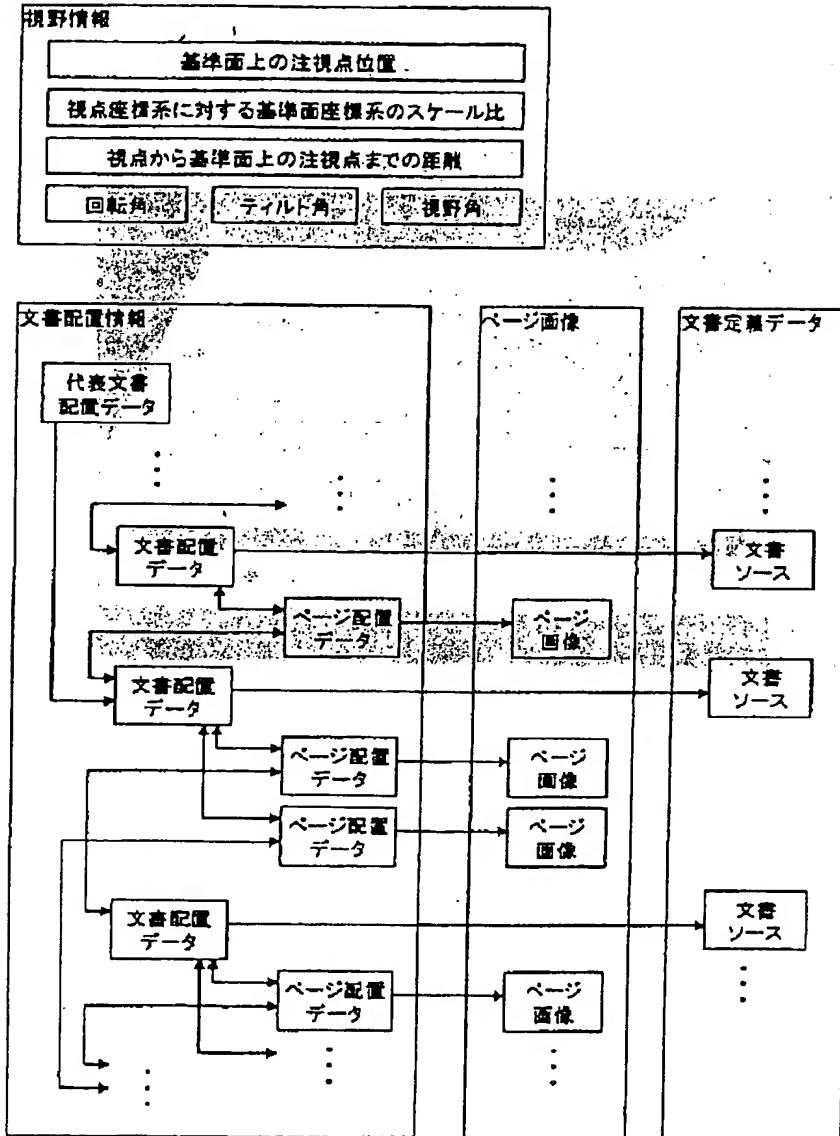 視野情報
基準面上の注視点位置
視点座標系に対する基準面座標系のスケール比
視点から基準面上の注視点までの距離
回転角
ティルト角
視野角
文書配置情報
ページ画像
文書定義データ
代表文書
配置データ
文書配置
データ
文書
ソース
ページ配置
データ
ページ
画像
文書配置
データ
文書
ソース
ページ配置
データ
ページ
画像
ページ配置
データ
ページ
画像
文書配置
データ
文書
ソース
ページ配置
データ
ページ
画像